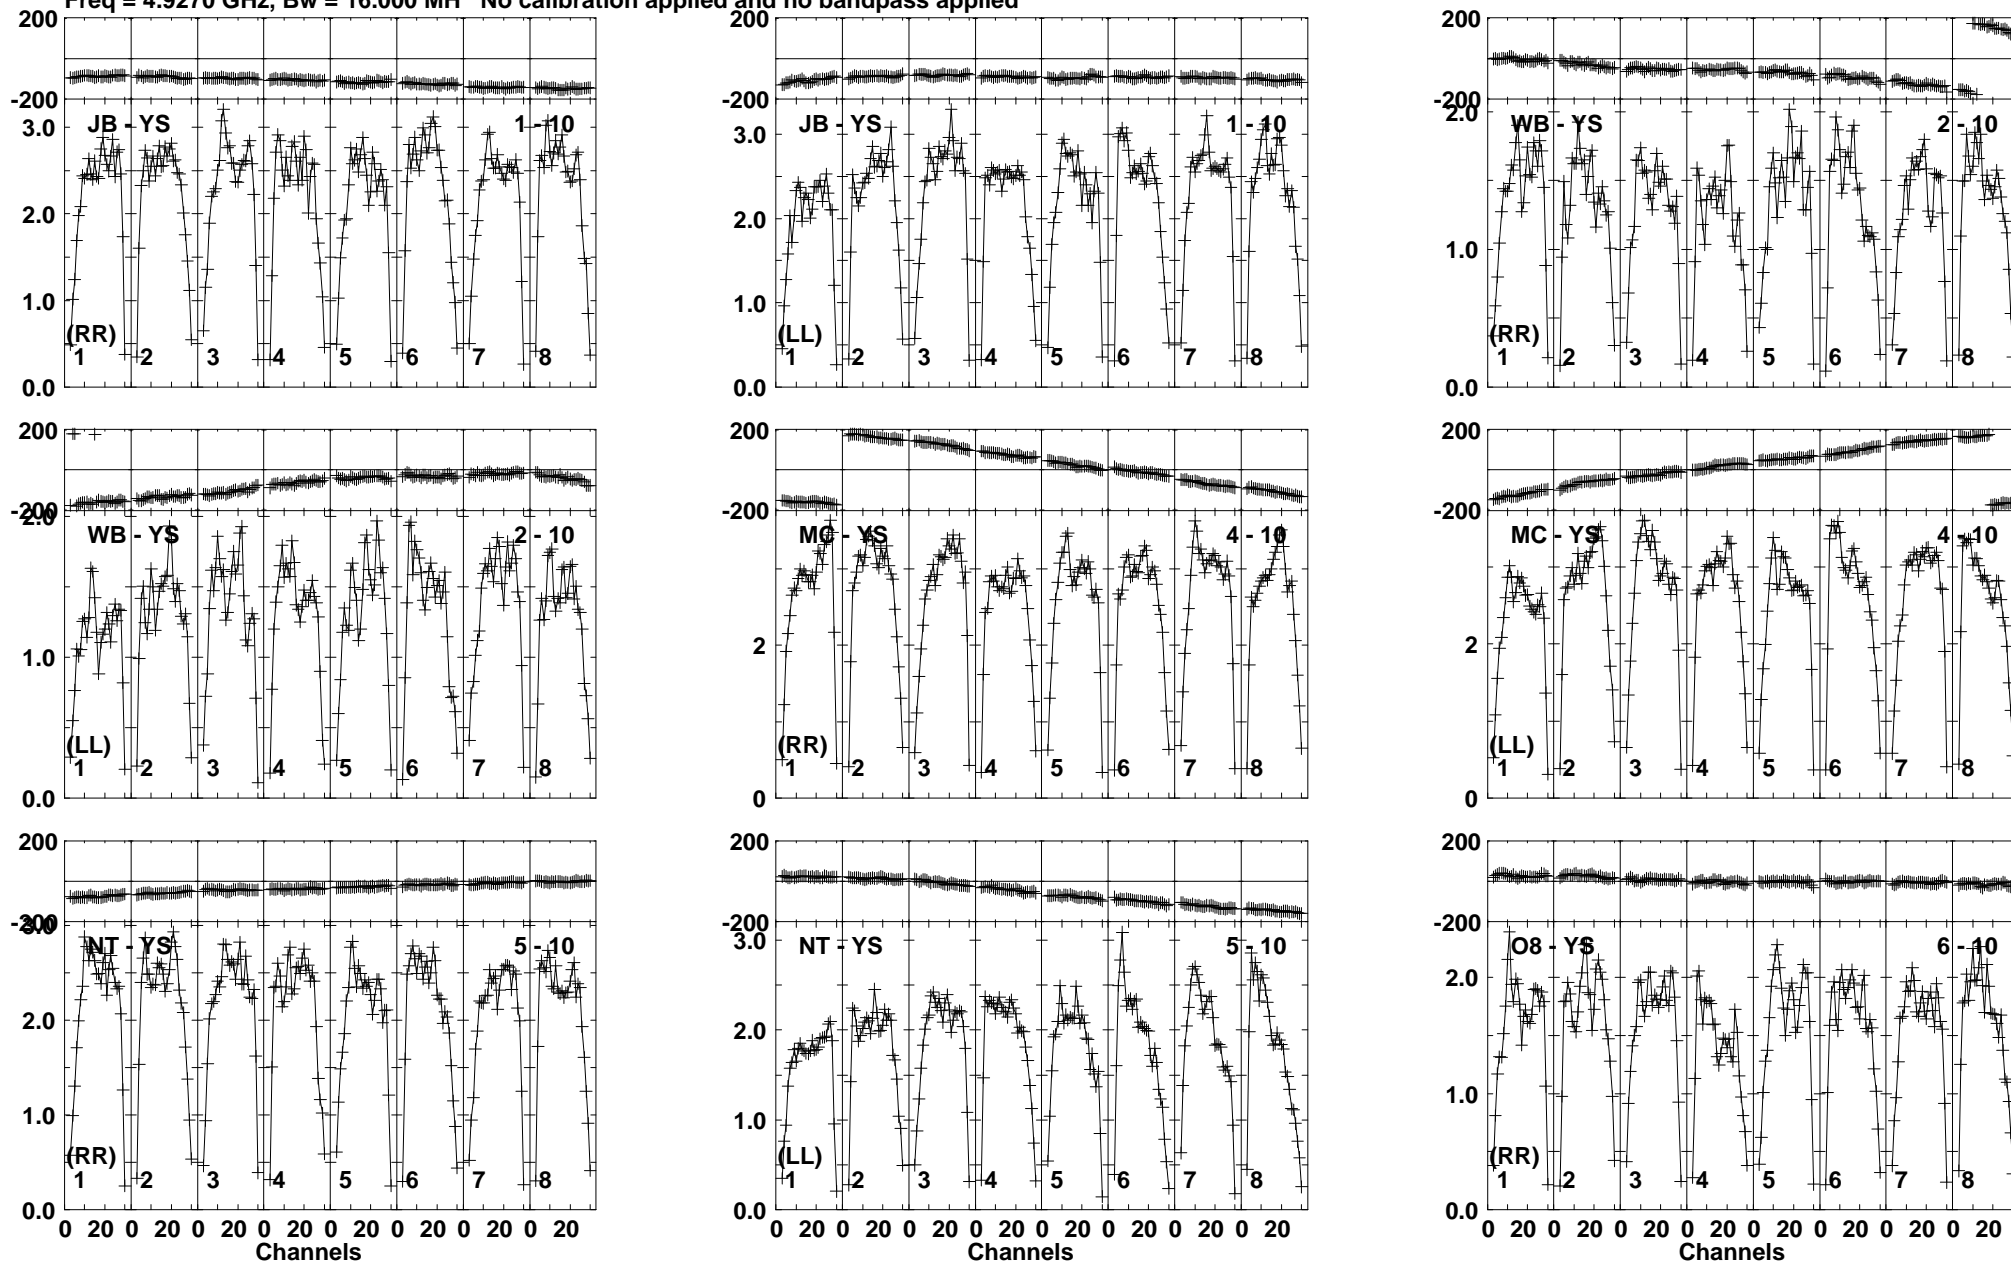 Freq = 4.9270 GHz, Bw = 16.000 MH No calibration applied and no bandpass applied
200 200 200
-200 -200 -200
JB - YS 1 - 10 JB - YS 1 - 10 WB - YS 2 - 10
3.0 3.0 2.0
2.0 2.0 1.0
1.0 1.0
(RR) (LL) (RR)
1 2 3 4 5 6 7 8 1 2 3 4 5 6 7 8 1 2 3 4 5 6 7 8
0.0 0.0 0.0
200 200 200
-200 -200 -200
2.0
WB - YS 2 - 10 MC - YS 4 - 10 MC - YS 4 - 10
1.0 2 2
(LL) (RR) (LL)
1 2 3 4 5 6 7 8 1 2 3 4 5 6 7 8 1 2 3 4 5 6 7 8
0.0 0 0
200 200 200
-200 -200 -200
3.0 3.0
NT - YS 5 - 10 NT - YS 5 - 10 O8 - YS 6 - 10
2.0 2.0 2.0
1.0 1.0 1.0
(RR) (LL) (RR)
1 2 3 4 5 6 7 8 1 2 3 4 5 6 7 8 1 2 3 4 5 6 7 8
0.0 0.0 0.0
0 20 0 20 0 20 0 20 0 20 0 20 0 20 0 20 0 20 0 20 0 20 0 20 0 20 0 20 0 20 0 20 0 20 0 20 0 20 0 20 0 20 0 20 0 20 0 20
Channels Channels Channels